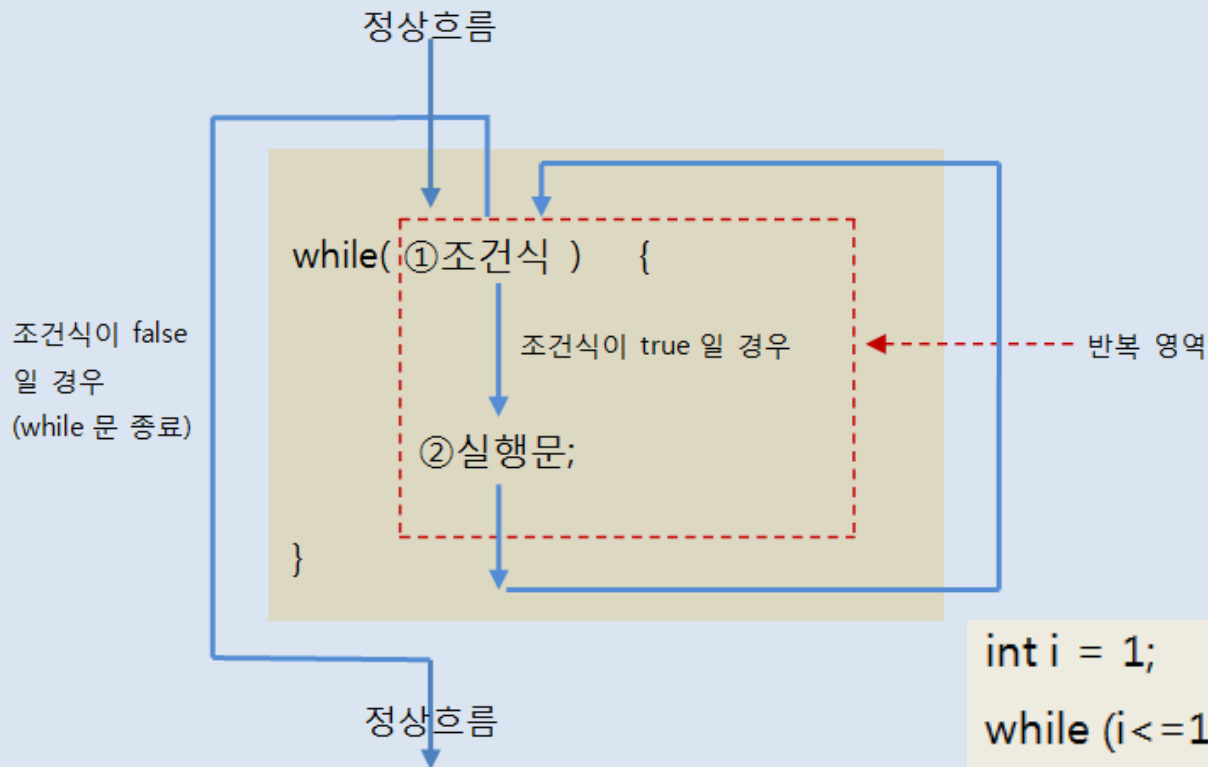 정상흐름
while( ①조건식 ) {
조건식이 false
일 경우
(while 문 종료)
조건식이 true 일 경우
반복 영역
②실행문;
}
int i = 1;
while (i<=1
정상흐름